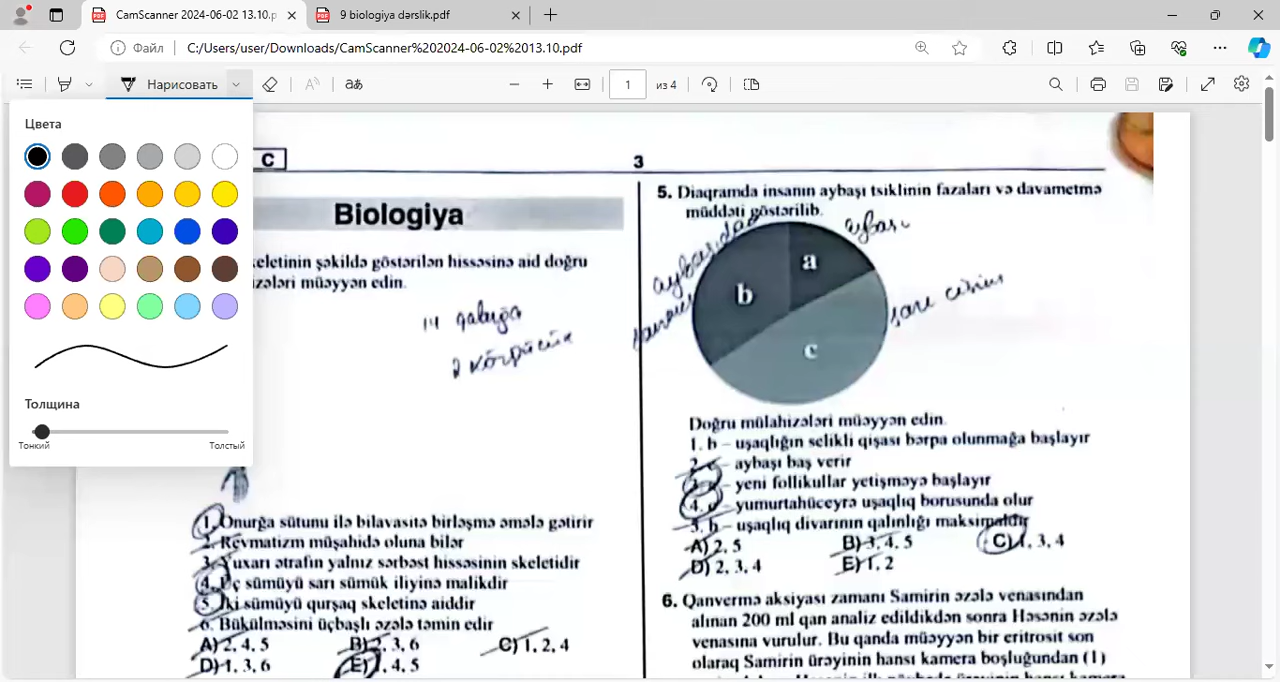 CamScanner 2024-06-02 13.10.p
9 biologiya dərslik.pdf
Файл
C:/Users/user/Downloads/CamScanner%202024-06-02%2013.10.pdf
Нарисовать
aあ
1 из 4
Цвета
Толщина
Тонкий Толстый
C
3
Biologiya
keletinin şəkildə göstərilən hissəsinə aid doğru
izələri müəyyən edin.
1. Onurğa sütunu ilə bilavasitə birləşmə əmələ gətirir
2. Revmatizm müşahidə oluna bilər
3. Yuxarı ətrafın yalnız sərbəst hissəsinin skeletidir
4. Üç sümüyü sarı sümük iliyinə malikdir
5. İki sümüyü qurşaq skeletinə aiddir
6. Bükülməsini üçbaşlı əzələ təmin edir
A) 2, 4, 5 B) 2, 3, 6 C) 1, 2, 4
D) 1, 3, 6 E) 1, 4, 5
5. Diaqramda insanın aybaşı tsiklinin fazaları və davametmə
müddəti göstərilib.
aybaşı
a
b
c
Doğru mülahizələri müəyyən edin.
1. b – uşaqlığın selikli qişası bərpa olunmağa başlayır
2. – aybaşı baş verir
3. – yeni follikullar yetişməyə başlayır
4. – yumurtahüceyrə uşaqlıq borusunda olur
5. b – uşaqlıq divarının qalınlığı maksimaldır
A) 2, 5 B) 3, 4, 5 C) 1, 3, 4
D) 2, 3, 4 E) 1, 2
6. Qanvermə aksiyası zamanı Samirin əzələ venasından
alınan 200 ml qan analiz edildikdən sonra Həsənin əzələ
venasına vurulur. Bu qanda müəyyən bir eritrosit son
olaraq Samirin ürəyinin hansı kamera boşluğundan (1)